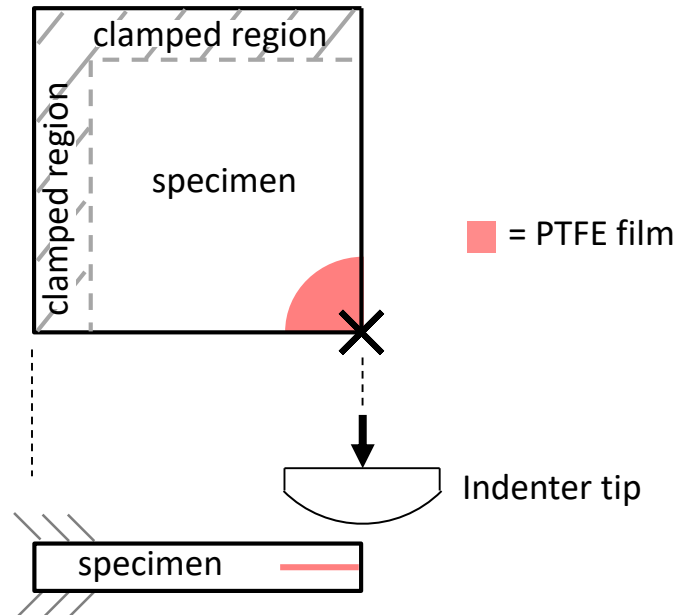 clamped region
clamped region
specimen
= PTFE film
Indenter tip
specimen